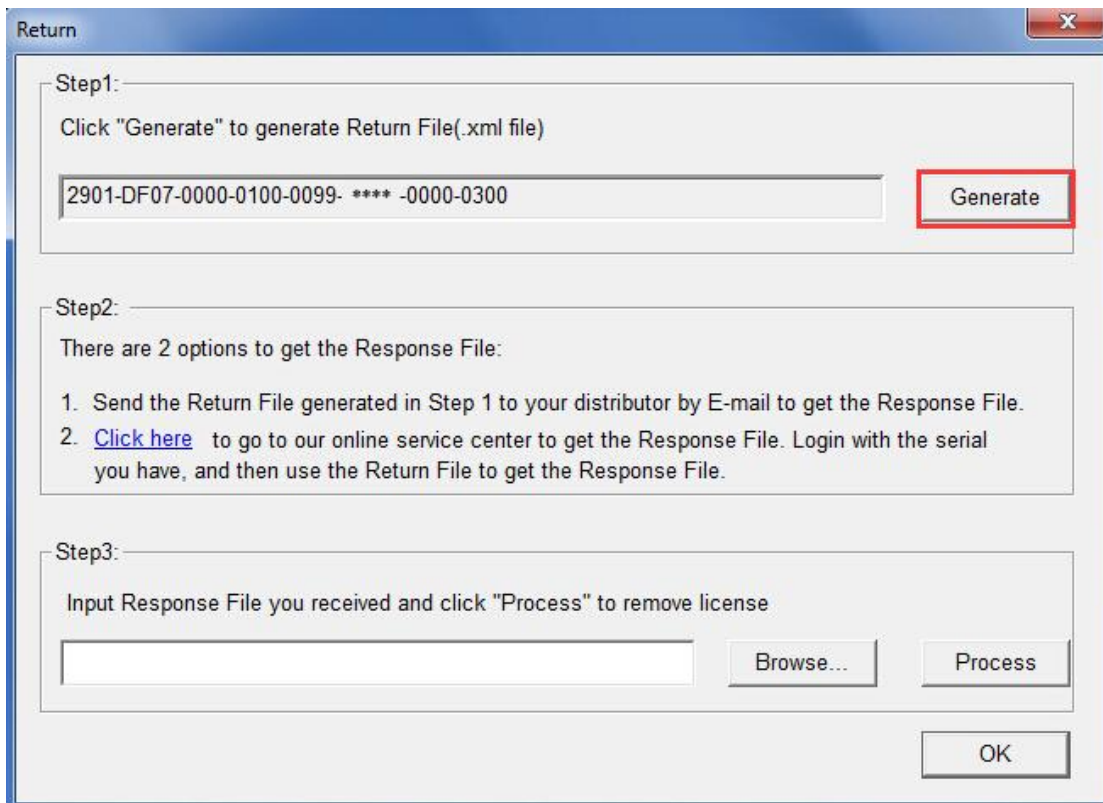 Return
Step1:
Click "Generate" to generate Return File(.xml file)
2901-DF07-0000-0100-0099- **** -0000-0300
Generate
Step2:
There are 2 options to get the Response File:
1. Send the Return File generated in Step 1 to your distributor by E-mail to get the Response File.
2. Click here to go to our online service center to get the Response File. Login with the serial
you have, and then use the Return File to get the Response File.
Step3:
Input Response File you received and click "Process" to remove license
Browse...
Process
OK